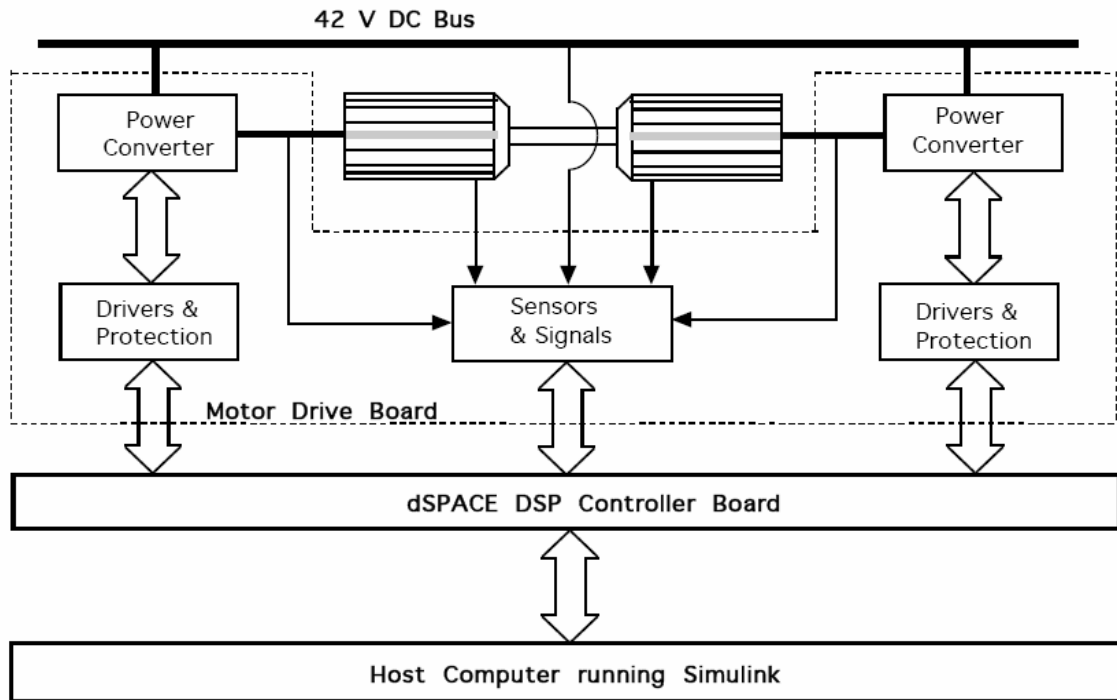 42 V DC Bus
Power
Converter
Power
Converter
Drivers &
Protection
Sensors
& Signals
Drivers &
Protection
Motor Drive Board
dSPACE DSP Controller Board
Host Computer running Simulink